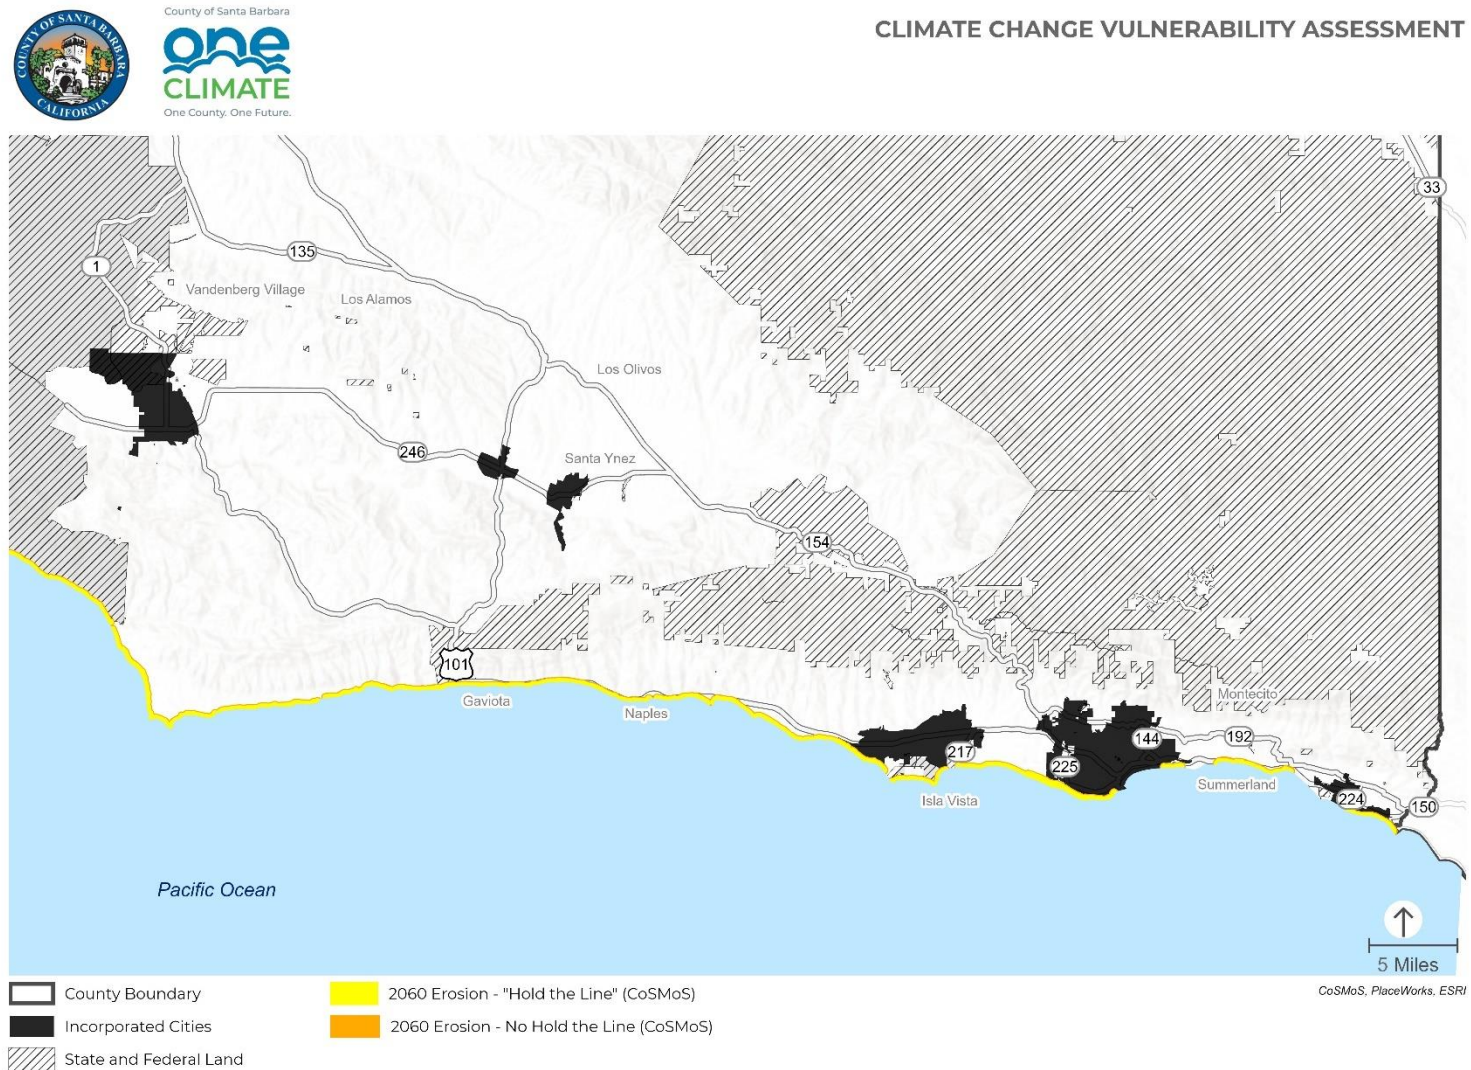 COUNTY OF SANTA BARBARA
CALIFORNIA
County of Santa Barbara
one
CLIMATE
One County. One Future.
CLIMATE CHANGE VULNERABILITY ASSESSMENT
33
135
1
Vandenberg Village
Los Alamos
Los Olivos
246
Santa Ynez
154
101
Gaviota
Naples
Montecito
217
144
192
225
Isla Vista
Summerland
224
150
Pacific Ocean
5 Miles
CoSMoS, PlaceWorks, ESRI
County Boundary
Incorporated Cities
State and Federal Land
2060 Erosion - "Hold the Line" (CoSMoS)
2060 Erosion - No Hold the Line (CoSMoS)